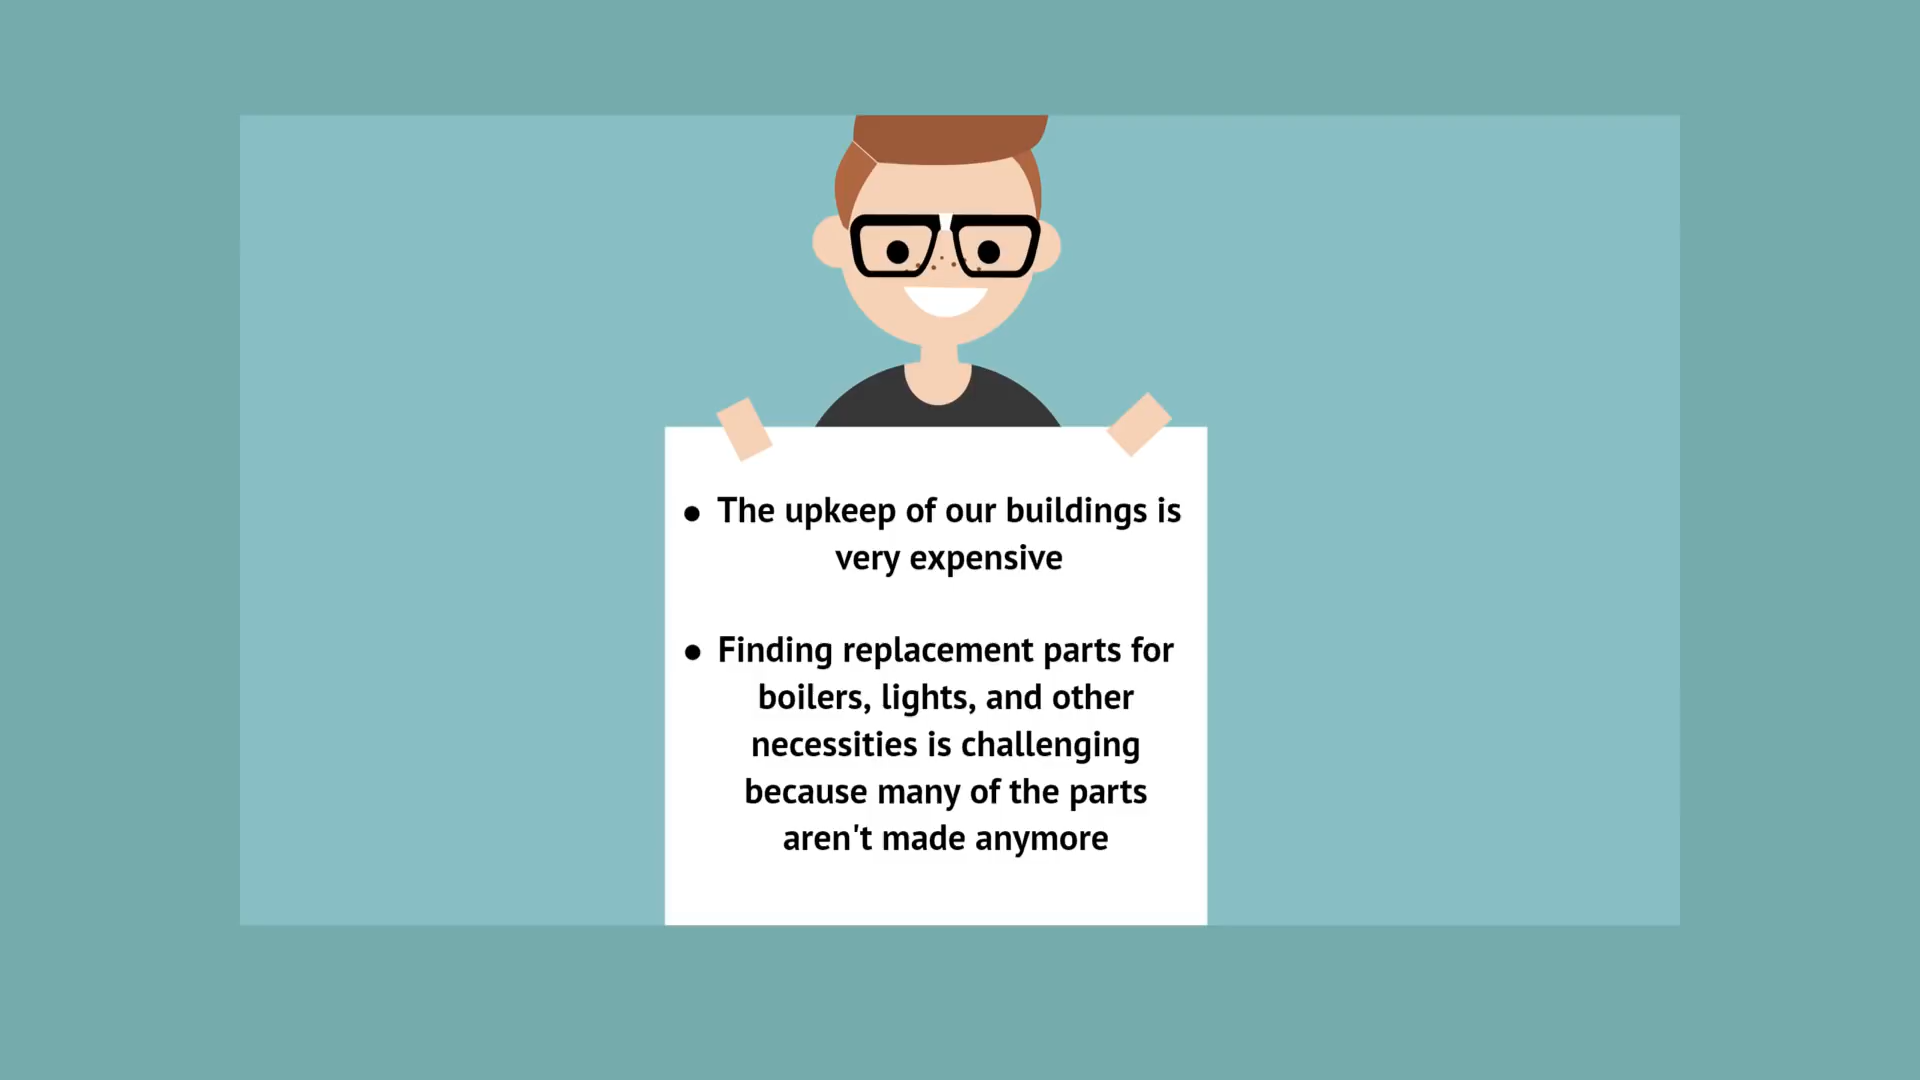 • The upkeep of our buildings is
very expensive
• Finding replacement parts for
boilers, lights, and other
necessities is challenging
because many of the parts
aren't made anymore